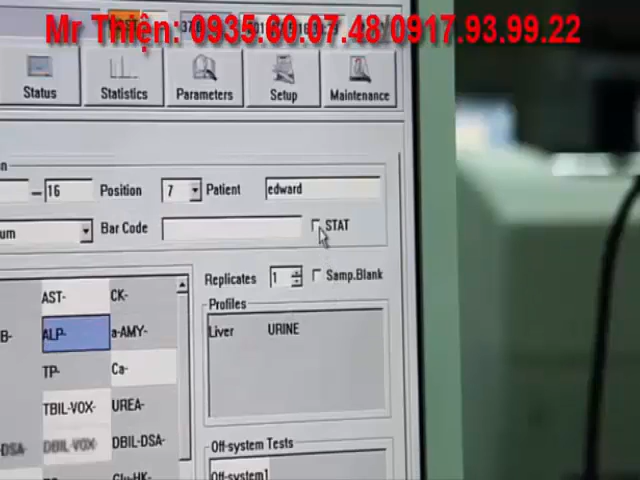 Mr Thiện: 0935.60.07.48/0917.93.99.22
Status Statistics Parameters Setup Maintenance
16 Position 7 Patient edward
Bar Code STAT
Replicates 1 Samp.Blank
Profiles
Liver URINE
AST- CK-
ALP- a-AMY-
TP- Ca-
TBIL-VOX- UREA-
DBIL-VOX DBIL-DSA-
Off-system Tests
Off-system1